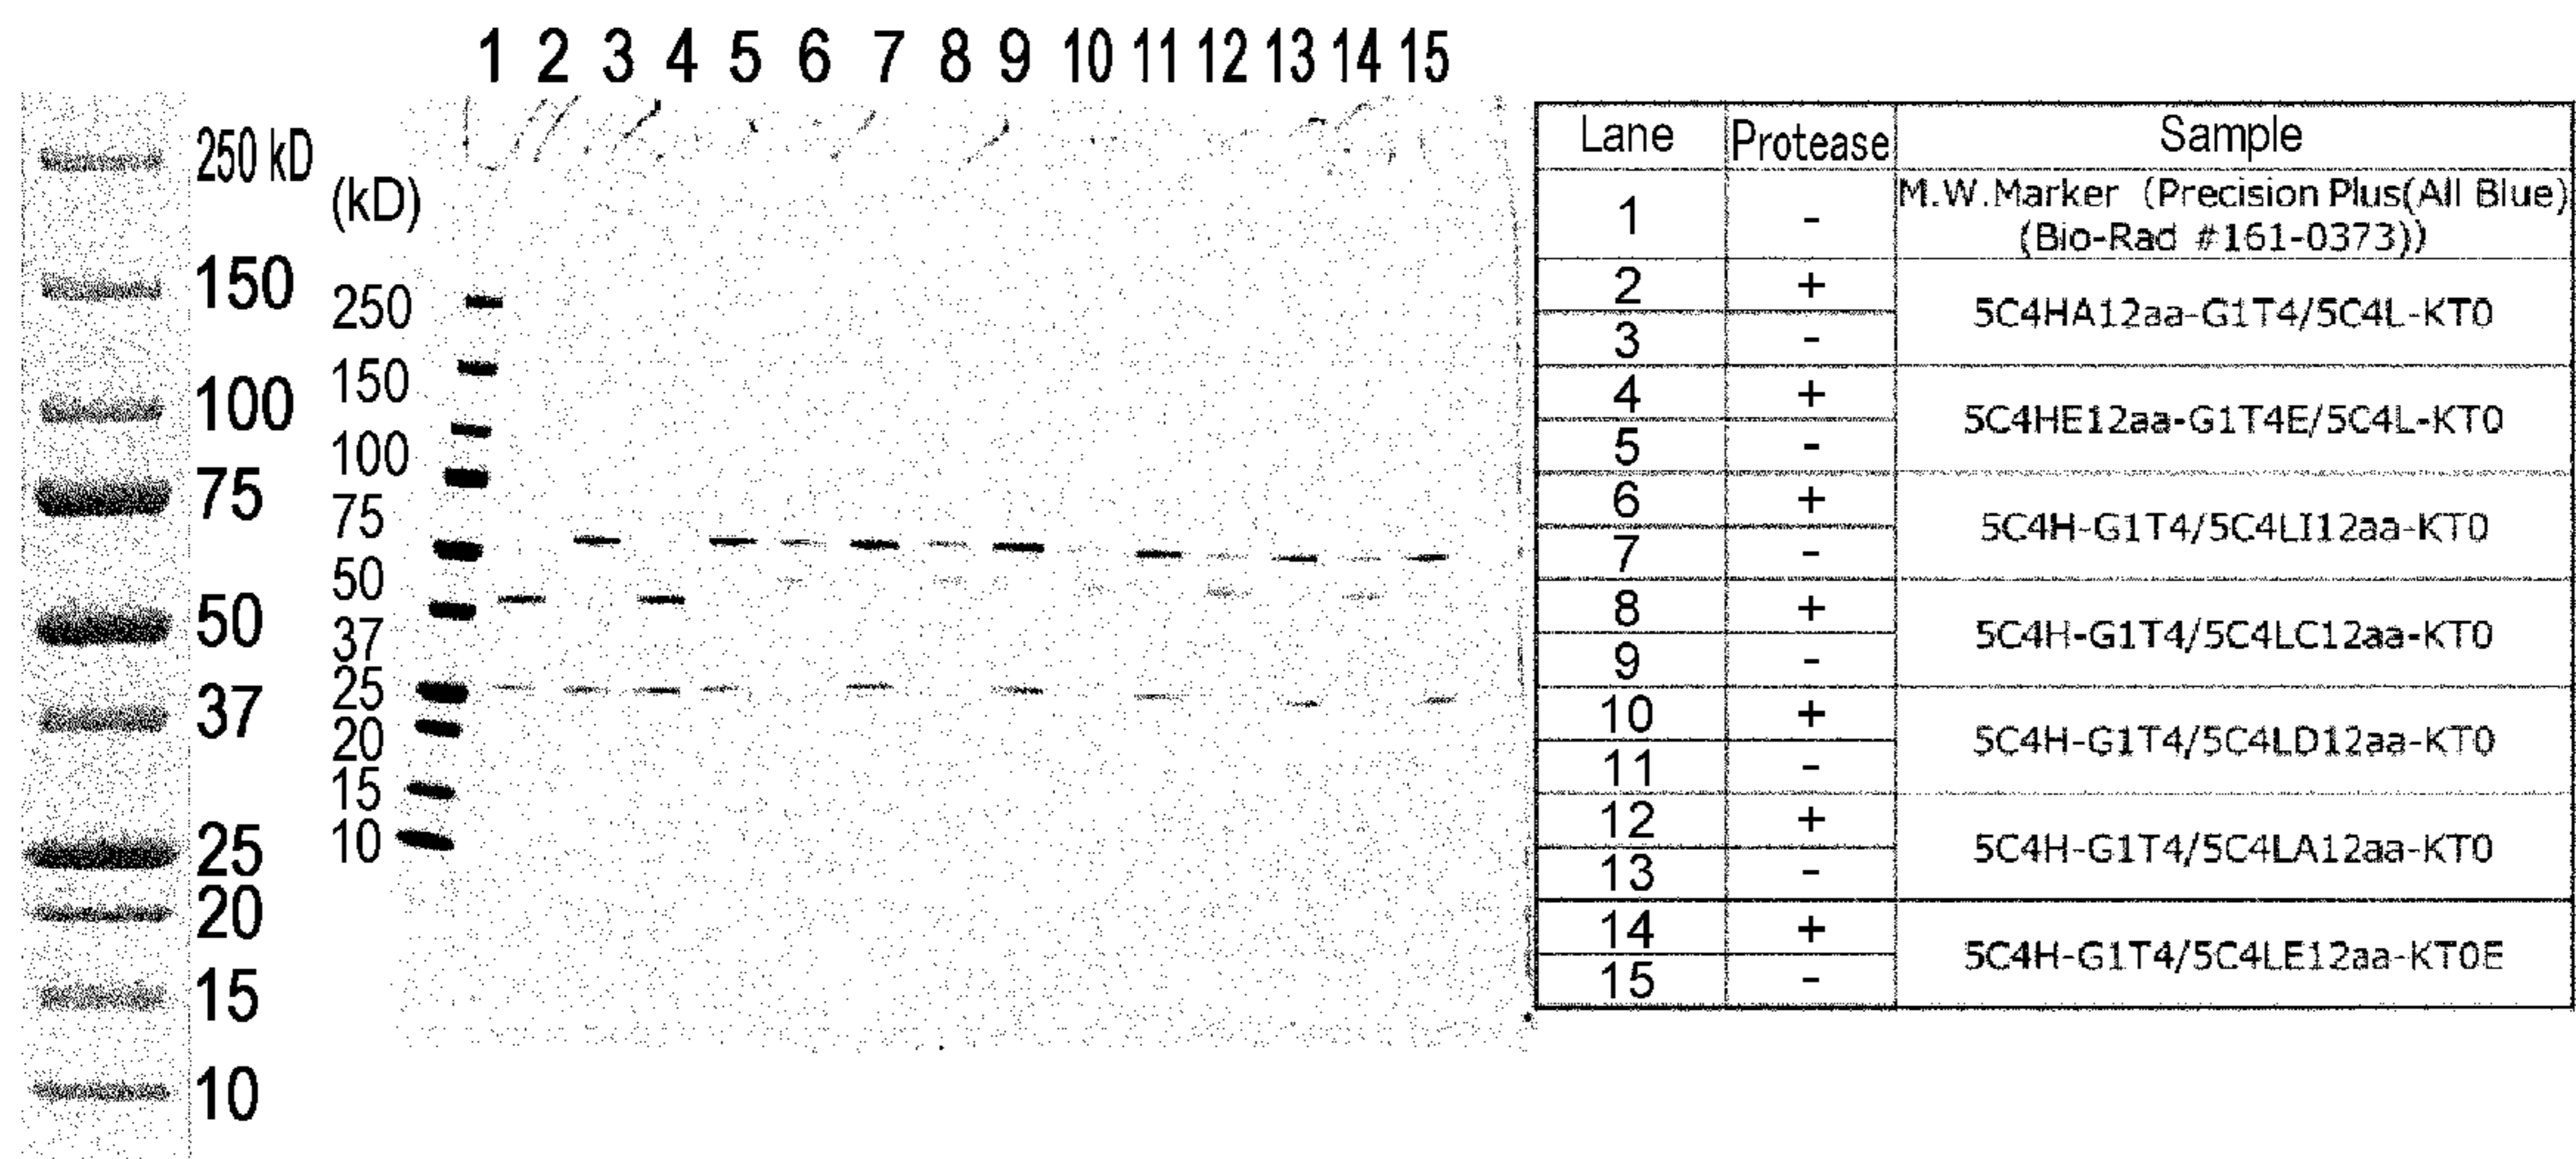 1 2 3 4 5 6 7 8 9 10 11 12 13 14 15
250 kD
150
100
75
50
37
25
20
15
10
(kD)
250
150
100
75
50
37
25
20
15
10
Lane Protease Sample
1 - M.W.Marker (Precision Plus(All Blue)
(Bio-Rad #161-0373))
2 + 5C4HA12aa-G1T4/5C4L-KT0
3 -
4 + 5C4HE12aa-G1T4E/5C4L-KT0
5 -
6 + 5C4H-G1T4/5C4LI12aa-KT0
7 -
8 + 5C4H-G1T4/5C4LC12aa-KT0
9 -
10 + 5C4H-G1T4/5C4LD12aa-KT0
11 -
12 + 5C4H-G1T4/5C4LA12aa-KT0
13 -
14 + 5C4H-G1T4/5C4LE12aa-KT0E
15 -